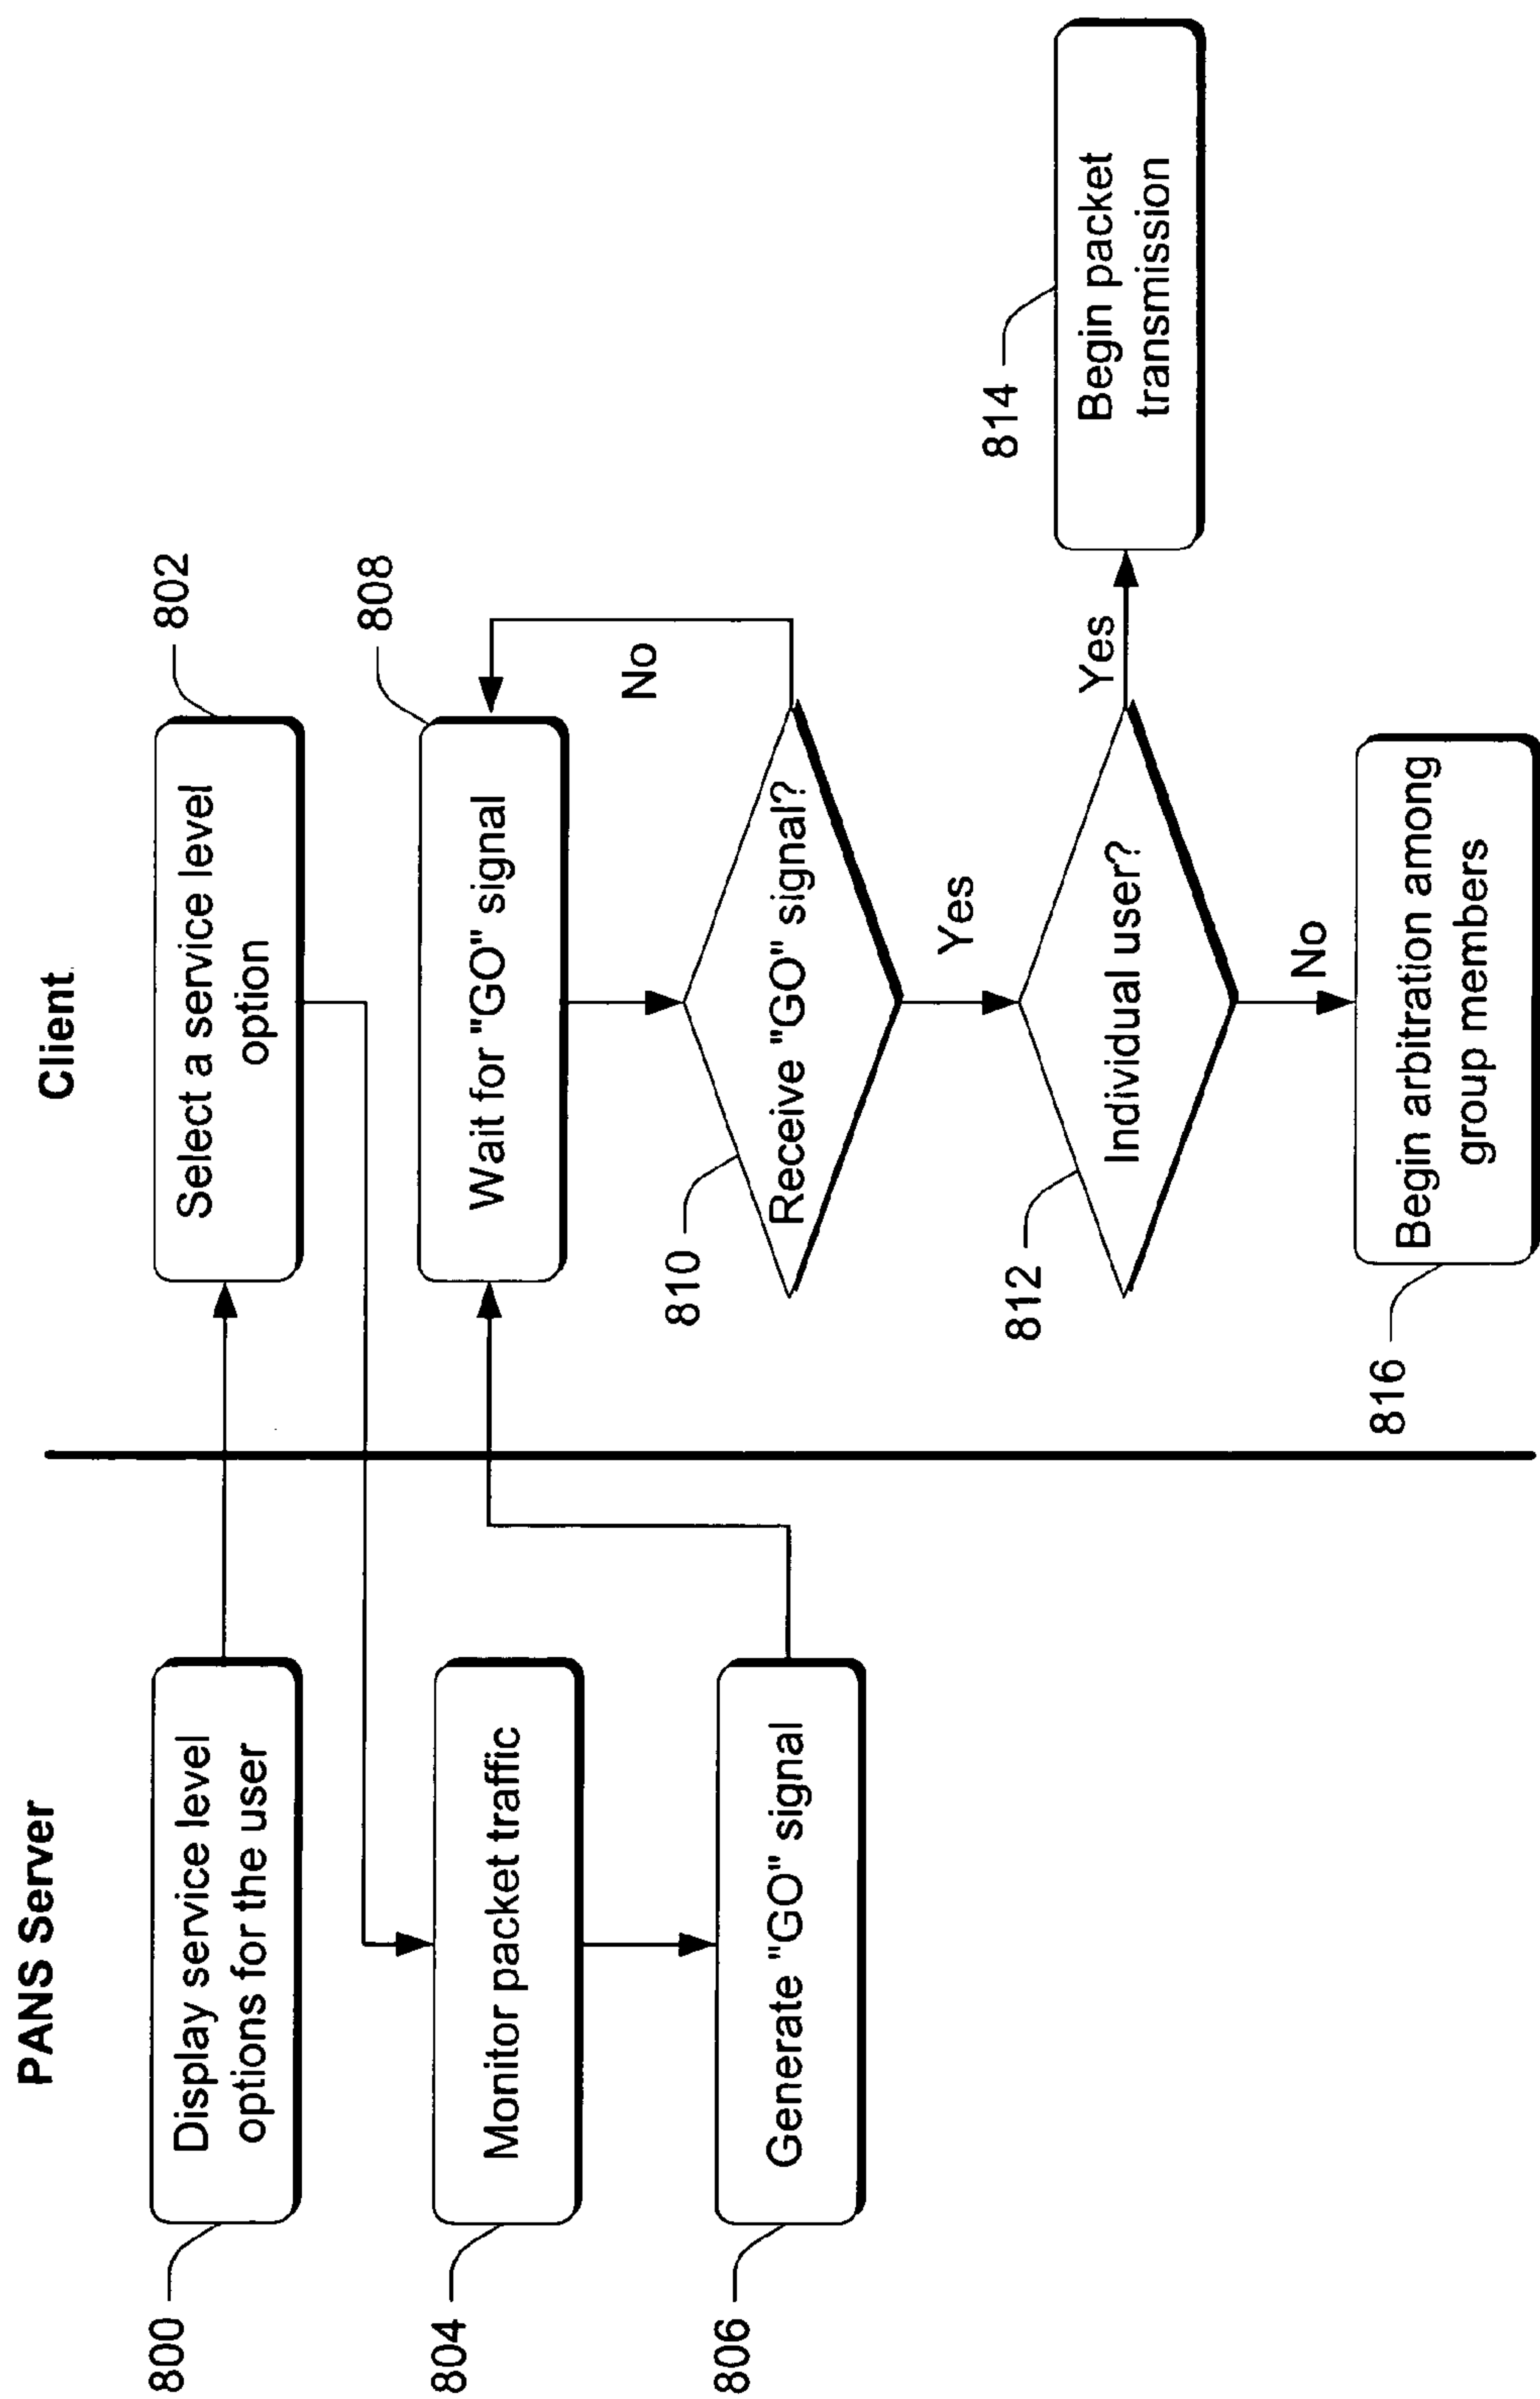 PANS Server
Client
800
Display service level
options for the user
802
Select a service level
option
804
Monitor packet traffic
806
Generate "GO" signal
808
Wait for "GO" signal
810
Receive "GO" signal?
No
Yes
812
Individual user?
Yes
814
Begin packet
transmission
No
816
Begin arbitration among
group members